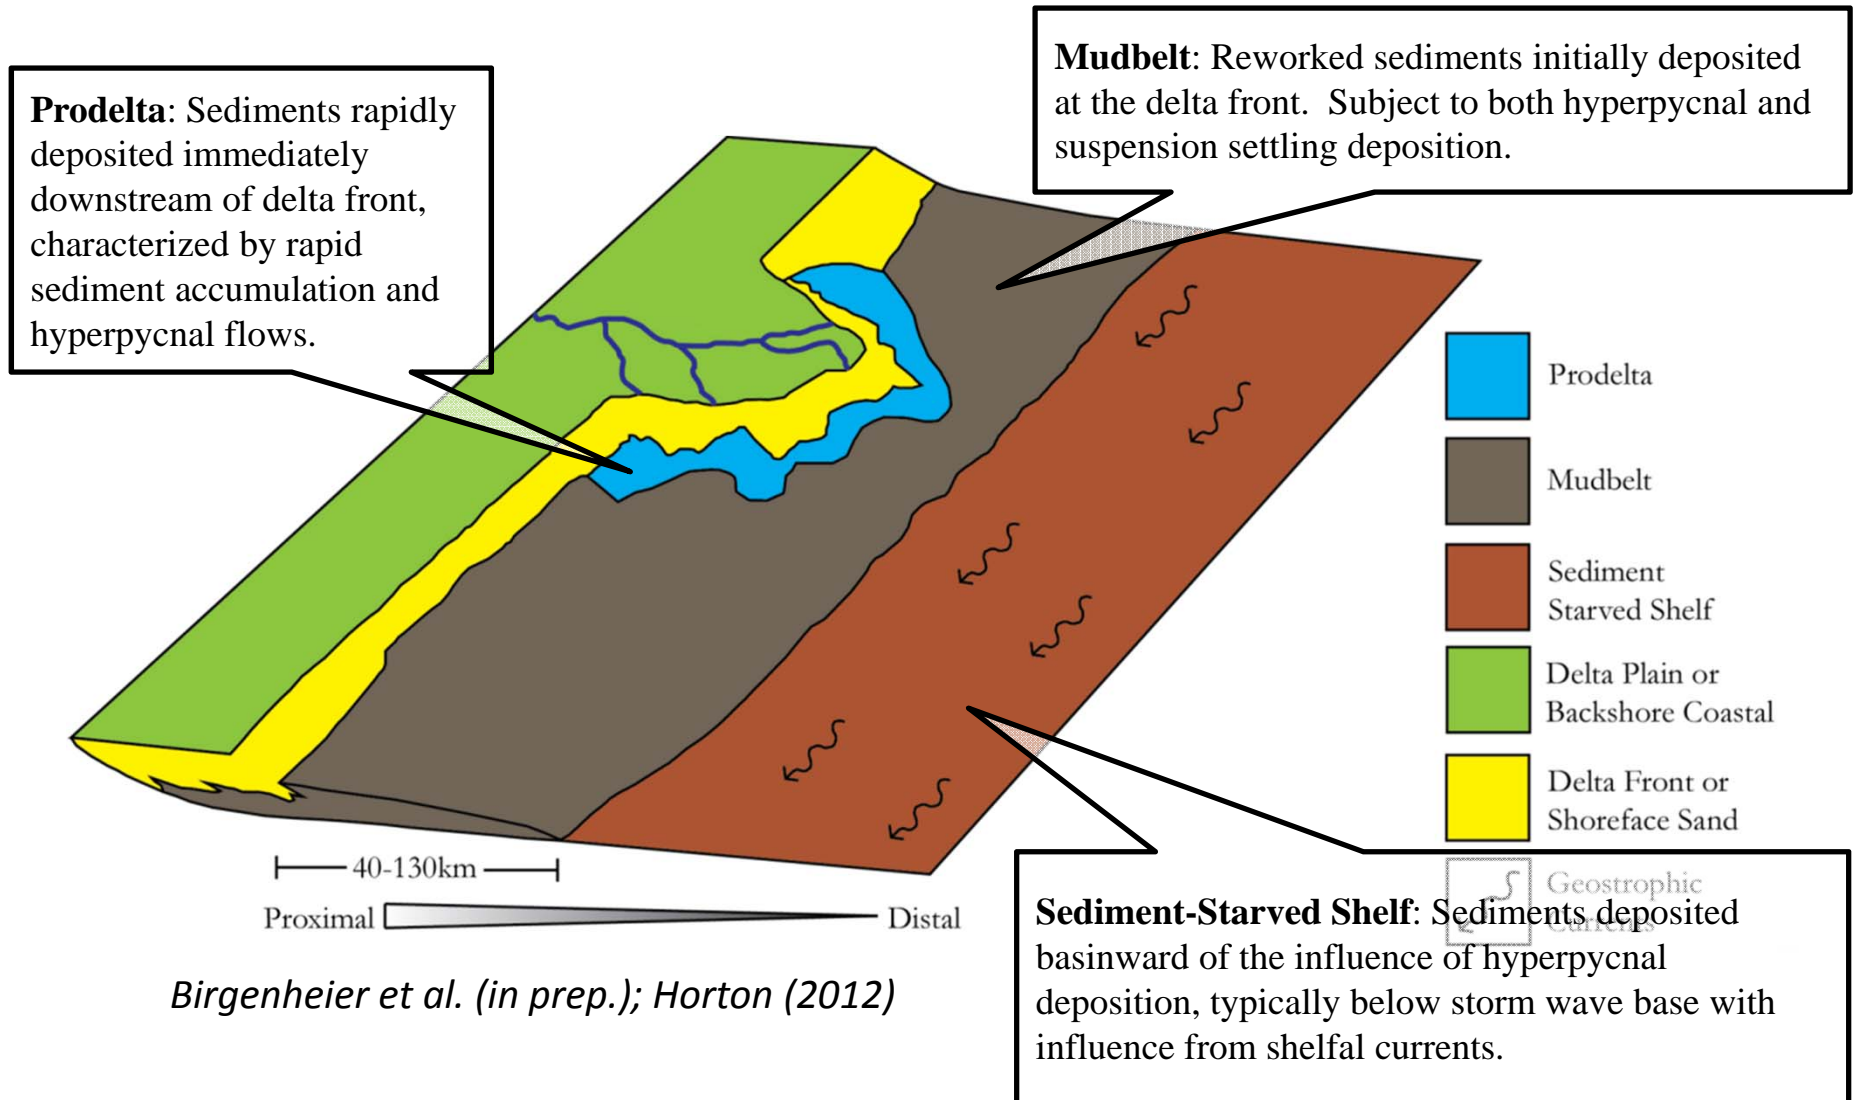 Mudbelt: Reworked sediments initially deposited
at the delta front. Subject to both hyperpycnal and
suspension settling deposition.
Prodelta: Sediments rapidly
deposited immediately
downstream of delta front,
characterized by rapid
sediment accumulation and
hyperpycnal flows.
Prodelta
Mudbelt
Sediment
Starved Shelf
Delta Plain or
Backshore Coastal
Delta Front or
Shoreface Sand
Geostrophic
Currents
40-130km
Proximal
Distal
Sediment-Starved Shelf: Sediments deposited
basinward of the influence of hyperpycnal
deposition, typically below storm wave base with
influence from shelfal currents.
Birgenheier et al. (in prep.); Horton (2012)